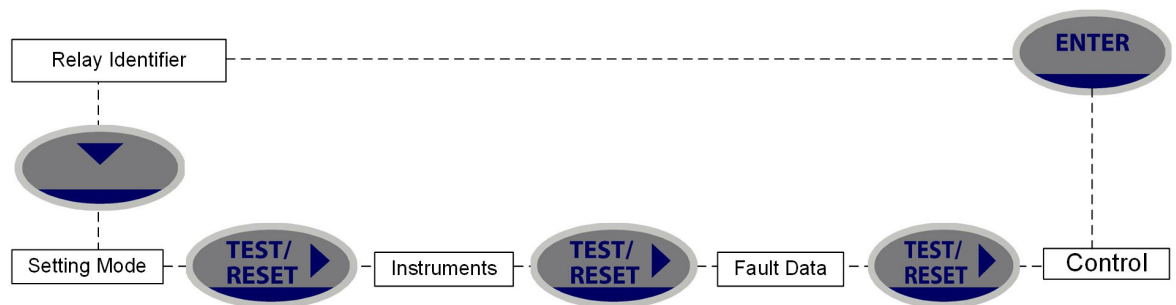 Relay Identifier
ENTER
Setting Mode
TEST/
RESET
Instruments
TEST/
RESET
Fault Data
TEST/
RESET
Control